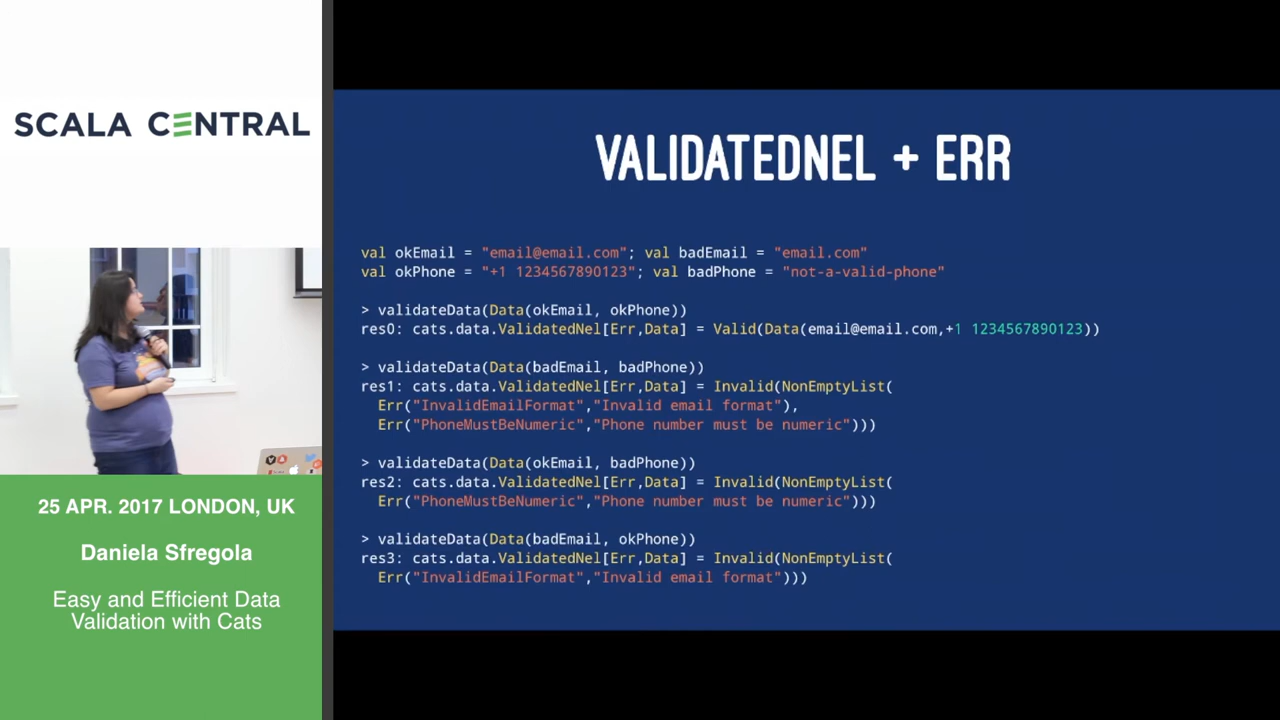 SCALA CENTRAL
25 APR. 2017 LONDON, UK
Daniela Sfregola
Easy and Efficient Data
Validation with Cats
VALIDATEDNEL + ERR
val okEmail = "email@email.com"; val badEmail = "email.com"
val okPhone = "+1 1234567890123"; val badPhone = "not-a-valid-phone"
> validateData(Data(okEmail, okPhone))
res0: cats.data.ValidatedNel[Err,Data] = Valid(Data(email@email.com,+1 1234567890123))
> validateData(Data(badEmail, badPhone))
res1: cats.data.ValidatedNel[Err,Data] = Invalid(NonEmptyList(
  Err("InvalidEmailFormat","Invalid email format"),
  Err("PhoneMustBeNumeric","Phone number must be numeric")))
> validateData(Data(okEmail, badPhone))
res2: cats.data.ValidatedNel[Err,Data] = Invalid(NonEmptyList(
  Err("PhoneMustBeNumeric","Phone number must be numeric")))
> validateData(Data(badEmail, okPhone))
res3: cats.data.ValidatedNel[Err,Data] = Invalid(NonEmptyList(
  Err("InvalidEmailFormat","Invalid email format")))